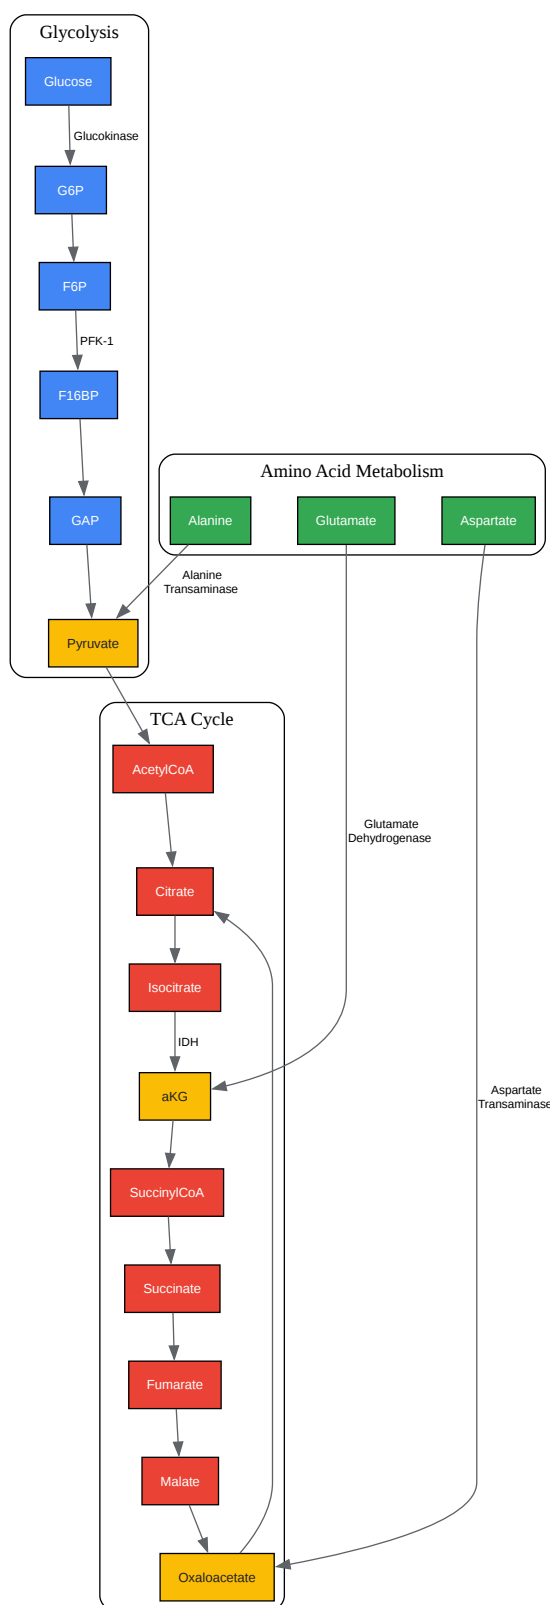 Glycolysis
Glucose
Glucokinase
G6P
F6P
PFK-1
F16BP
GAP
Pyruvate
Amino Acid Metabolism
Alanine
Glutamate
Aspartate
Alanine
Transaminase
TCA Cycle
AcetylCoA
Glutamate
Dehydrogenase
Citrate
Isocitrate
IDH
aKG
Aspartate
Transaminase
SuccinylCoA
Succinate
Fumarate
Malate
Oxaloacetate